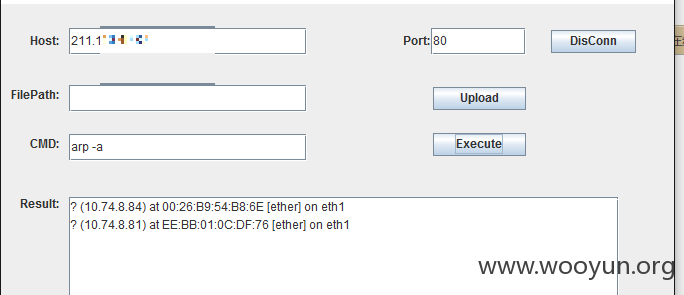 Host: 211.1 Port: 80 DisConn
FilePath: Upload
CMD: arp -a Execute
Result: ? (10.74.8.84) at 00:26:B9:54:B8:6E [ether] on eth1
? (10.74.8.81) at EE:BB:01:0C:DF:76 [ether] on eth1
www.wooyun.org